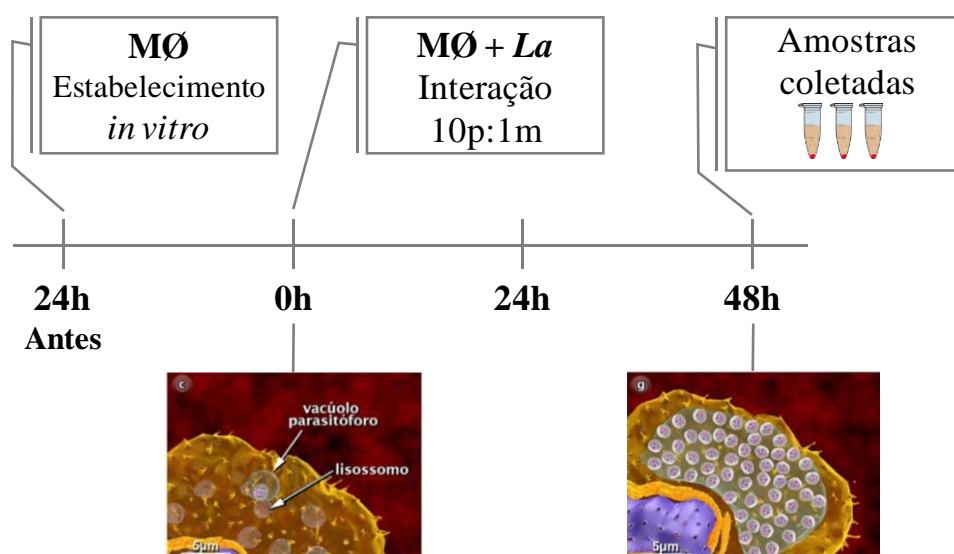 MØ
Estabelecimento
in vitro
MØ + La
Interação
10p:1m
Amostras
coletadas
24h
Antes
0h
24h
48h
c
vacúolo
parasitóforo
lisossomo
5µm
g
5µm